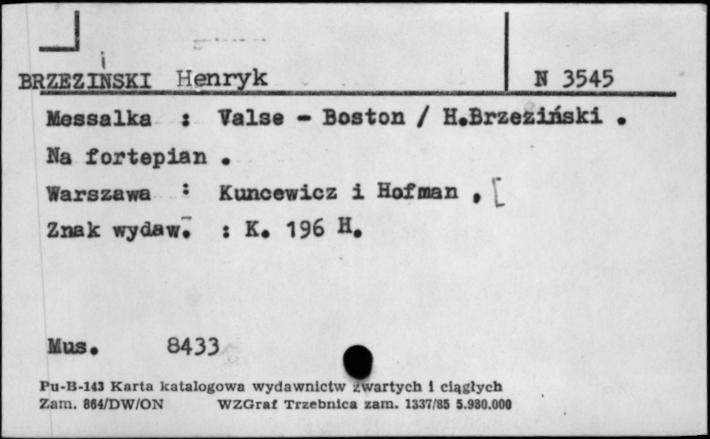 BRZEZINSKI Henryk N 3545
Messalka : Valse - Boston / H.Brzeziński .
Na fortepian .
Warszawa : Kuncewicz i Hofman , [
Znak wydaw. : K. 196 H.
Mus. 8433
Pu-B-143 Karta katalogowa wydawnictw zwartych i ciągłych
Zam. 864/DW/ON WZGraf Trzebnica zam. 1337/85 5.980.000